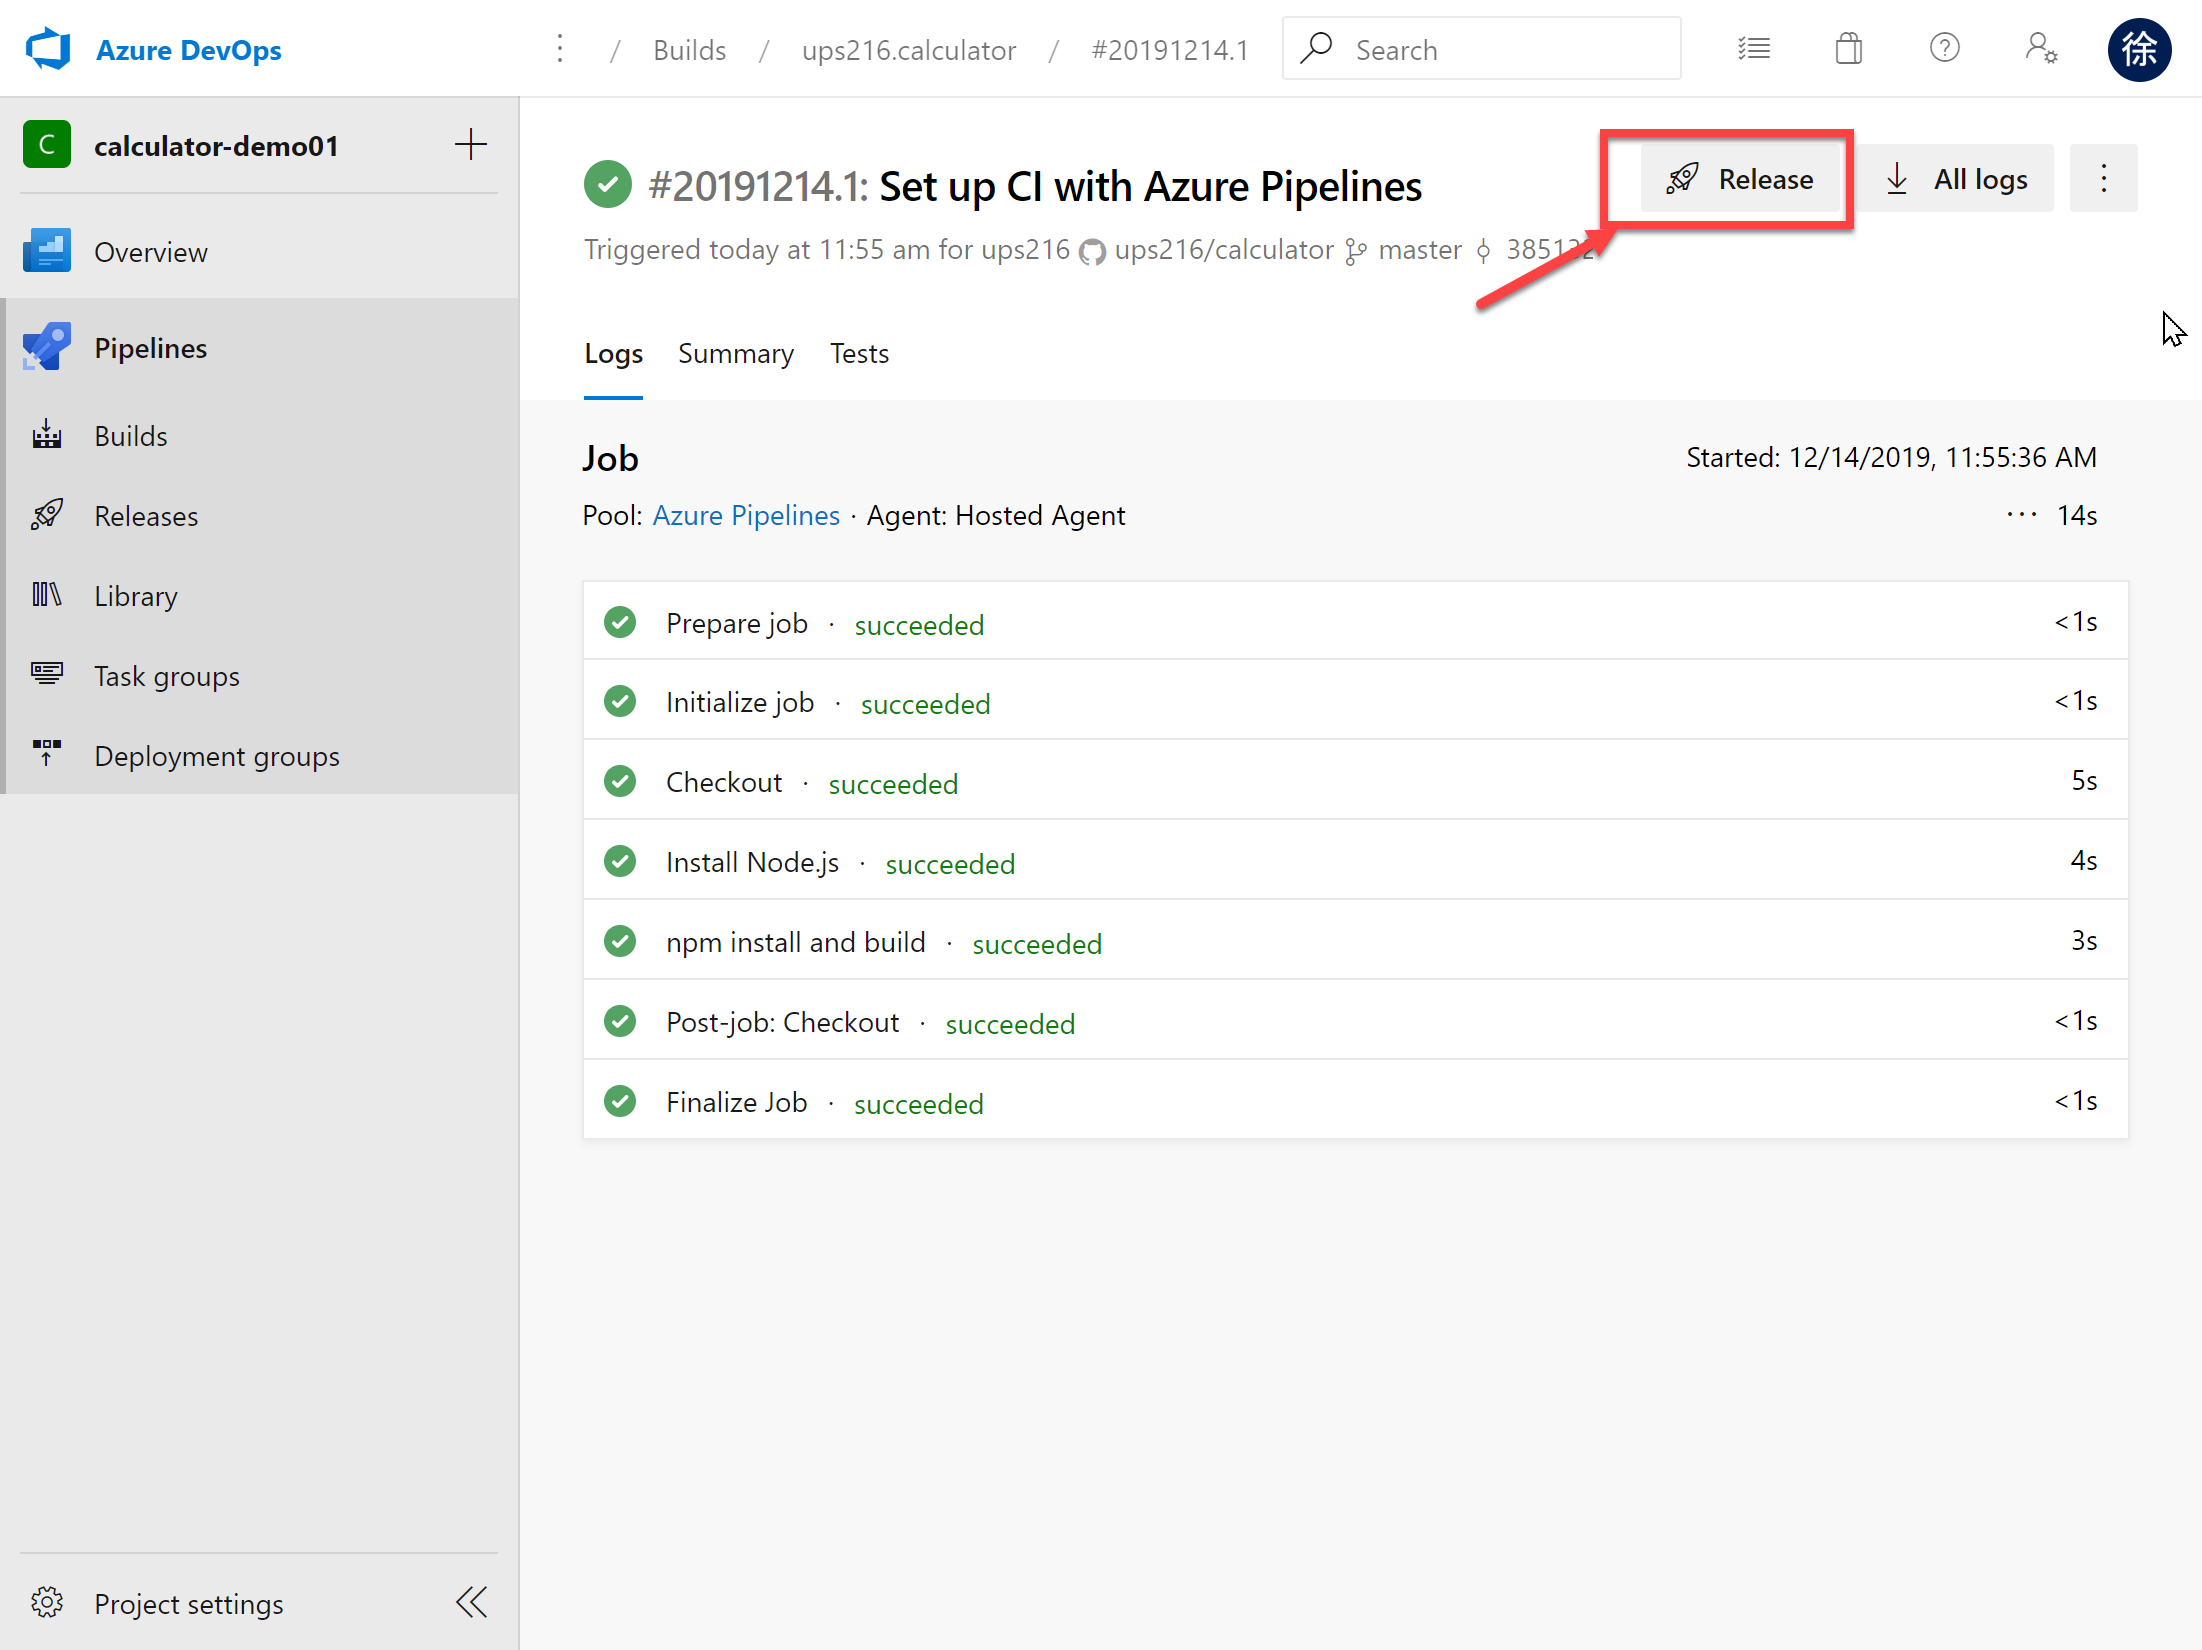 Azure DevOps
/ Builds / ups216.calculator / #20191214.1
Search
徐
C calculator-demo01
Overview
Pipelines
Builds
Releases
Library
Task groups
Deployment groups
Project settings
#20191214.1: Set up CI with Azure Pipelines
Release
All logs
Triggered today at 11:55 am for ups216 ups216/calculator master
Logs Summary Tests
Job
Started: 12/14/2019, 11:55:36 AM
Pool: Azure Pipelines · Agent: Hosted Agent
··· 14s
Prepare job · succeeded <1s
Initialize job · succeeded <1s
Checkout · succeeded 5s
Install Node.js · succeeded 4s
npm install and build · succeeded 3s
Post-job: Checkout · succeeded <1s
Finalize Job · succeeded <1s